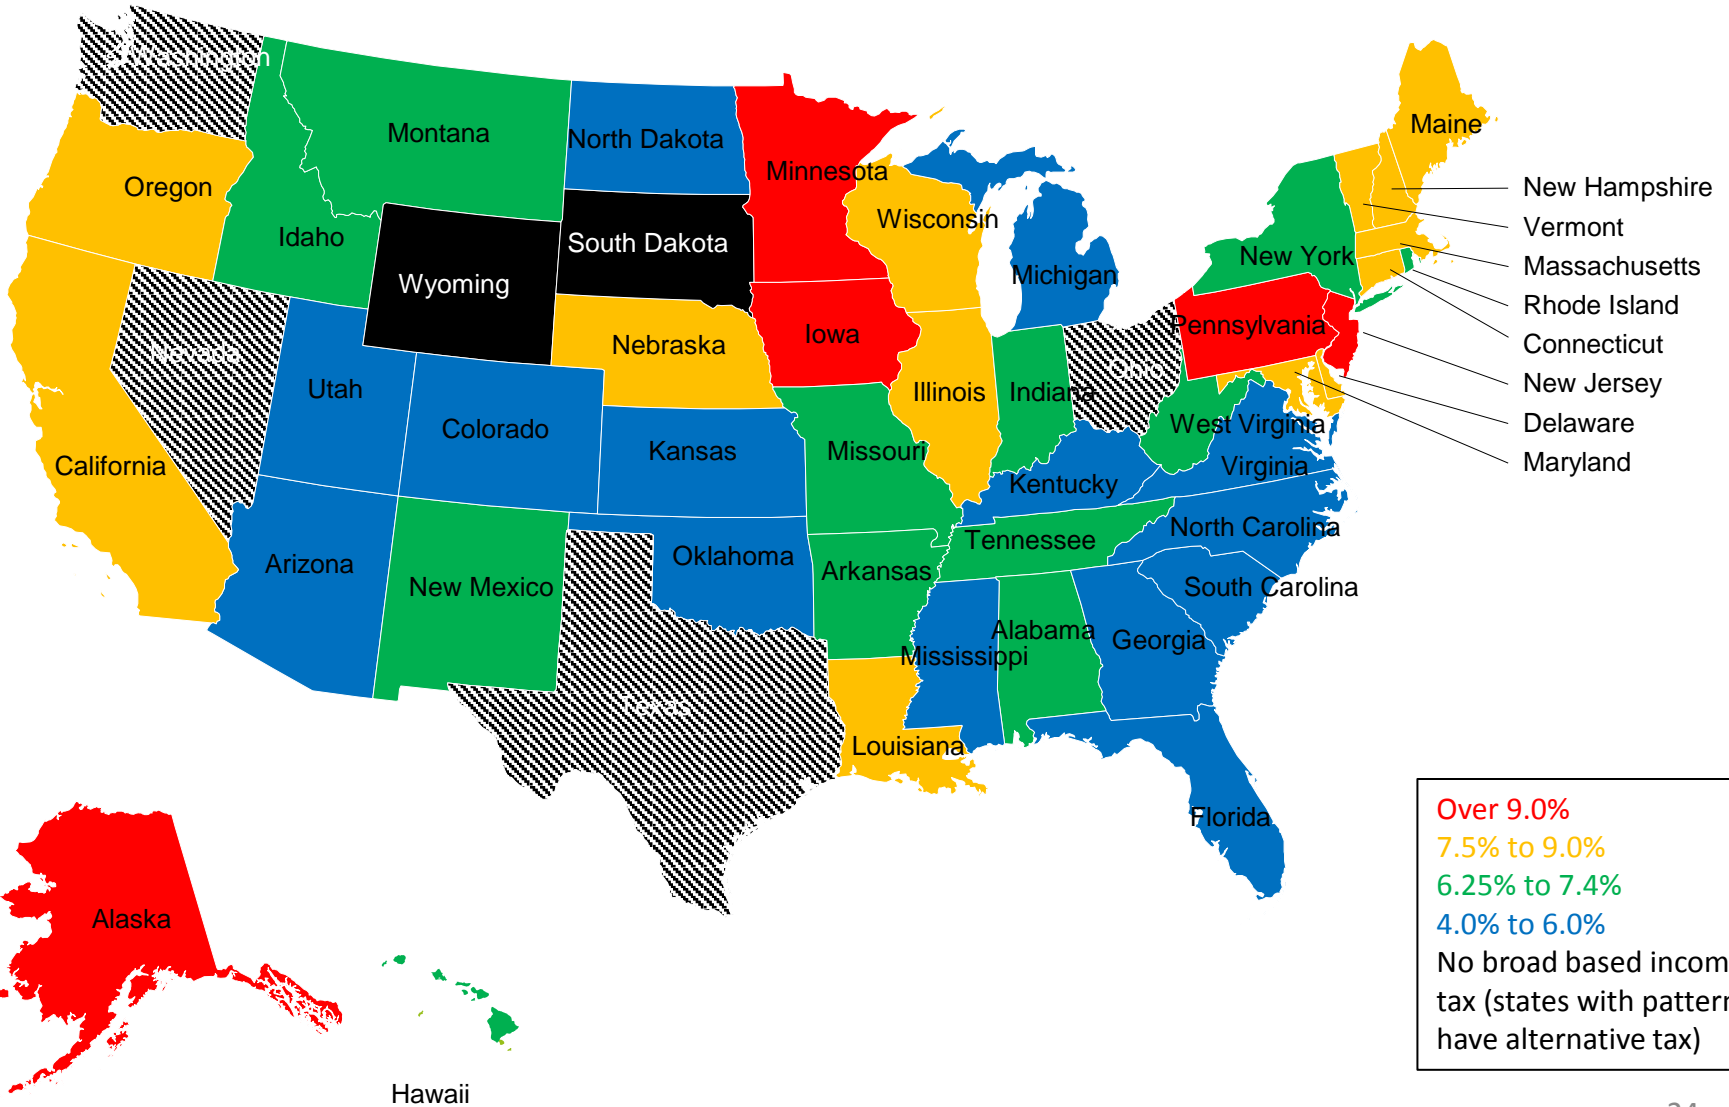 Washington
Montana
North Dakota
Minnesota
Maine
Oregon
Idaho
Wisconsin
South Dakota
Wyoming
Michigan
New York
New Hampshire
Vermont
Massachusetts
Rhode Island
Connecticut
New Jersey
Delaware
Maryland
Nevada
Nebraska
Iowa
Pennsylvania
Utah
Colorado
Illinois
Indiana
Ohio
California
Kansas
Missouri
West Virginia
Virginia
Kentucky
Arizona
New Mexico
Oklahoma
Arkansas
Tennessee
North Carolina
South Carolina
Mississippi
Alabama
Georgia
Texas
Louisiana
Florida
Alaska
Hawaii
Over 9.0%
7.5% to 9.0%
6.25% to 7.4%
4.0% to 6.0%
No broad based incom
tax (states with pattern
have alternative tax)